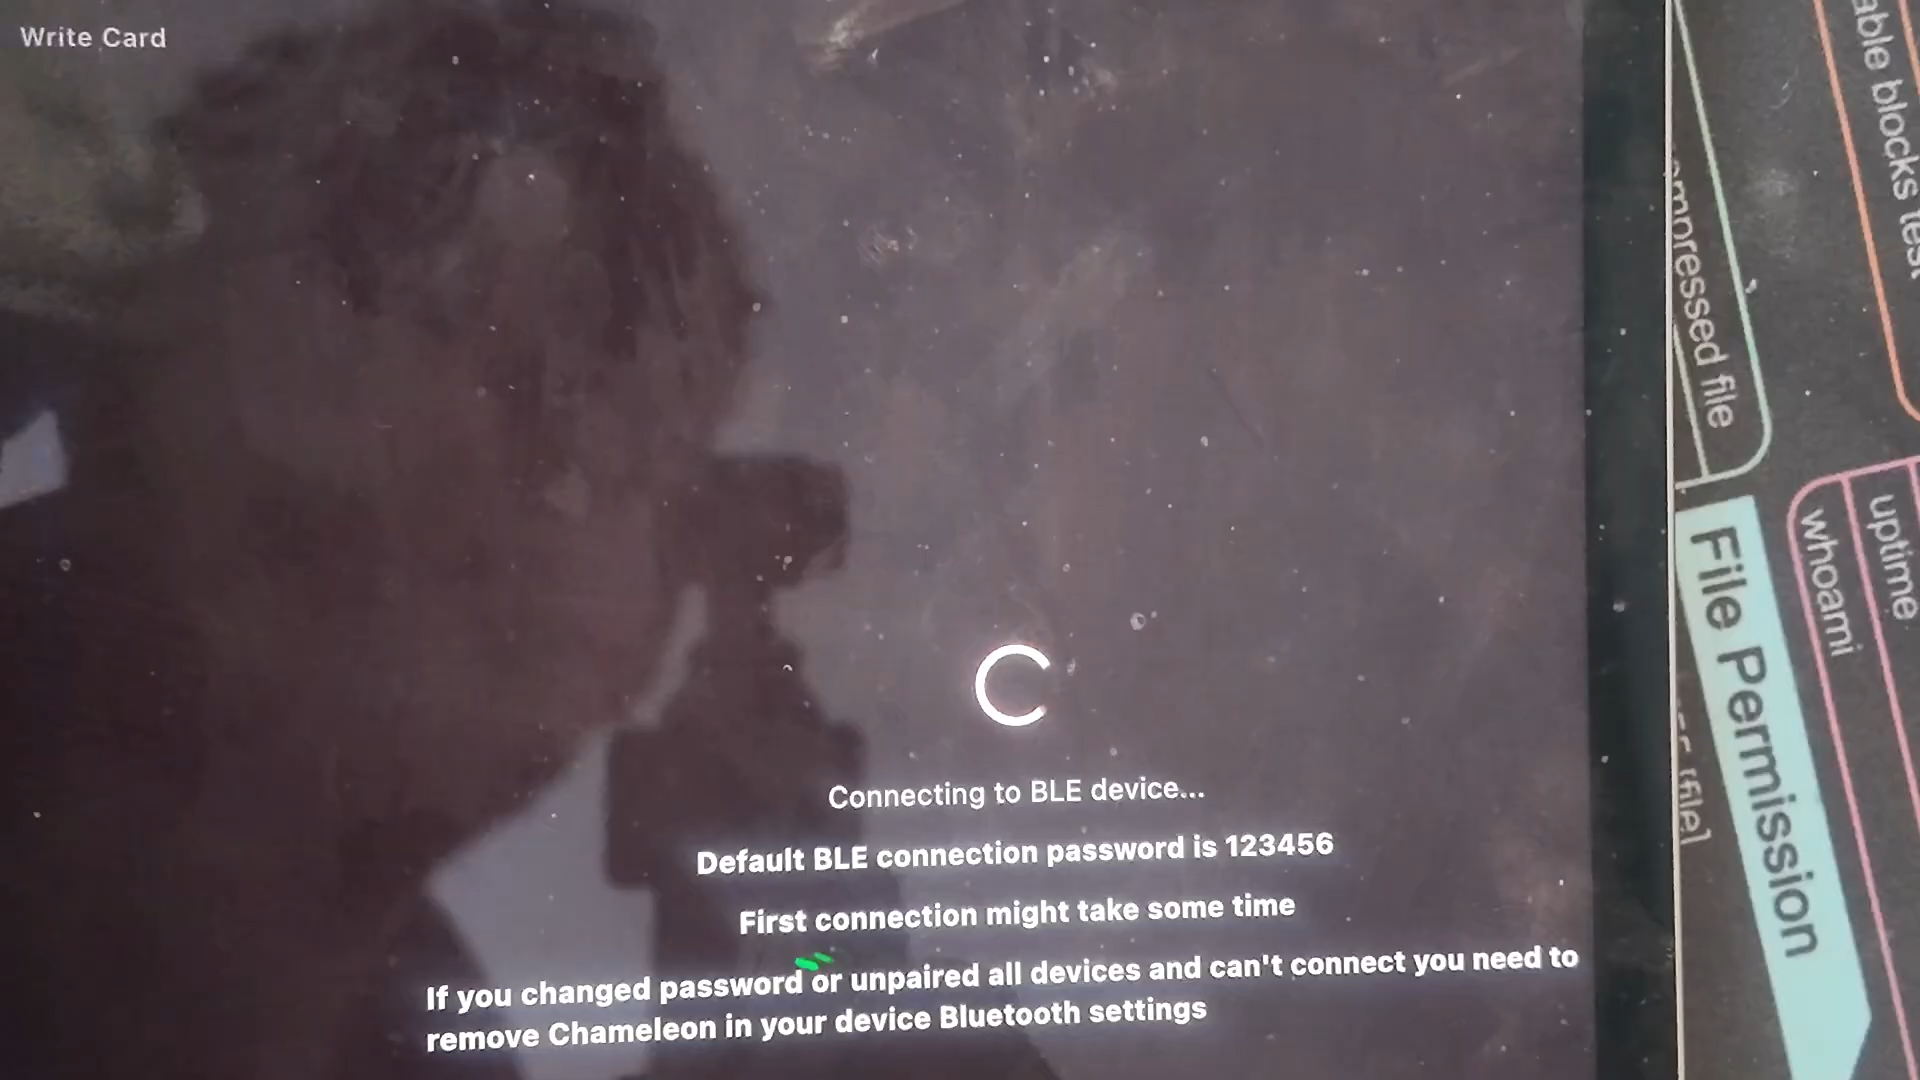 Write Card
Connecting to BLE device...
Default BLE connection password is 123456
First connection might take some time
If you changed password or unpaired all devices and can't connect you need to
remove Chameleon in your device Bluetooth settings
blocks test
file
uptime
whoami
File Permission